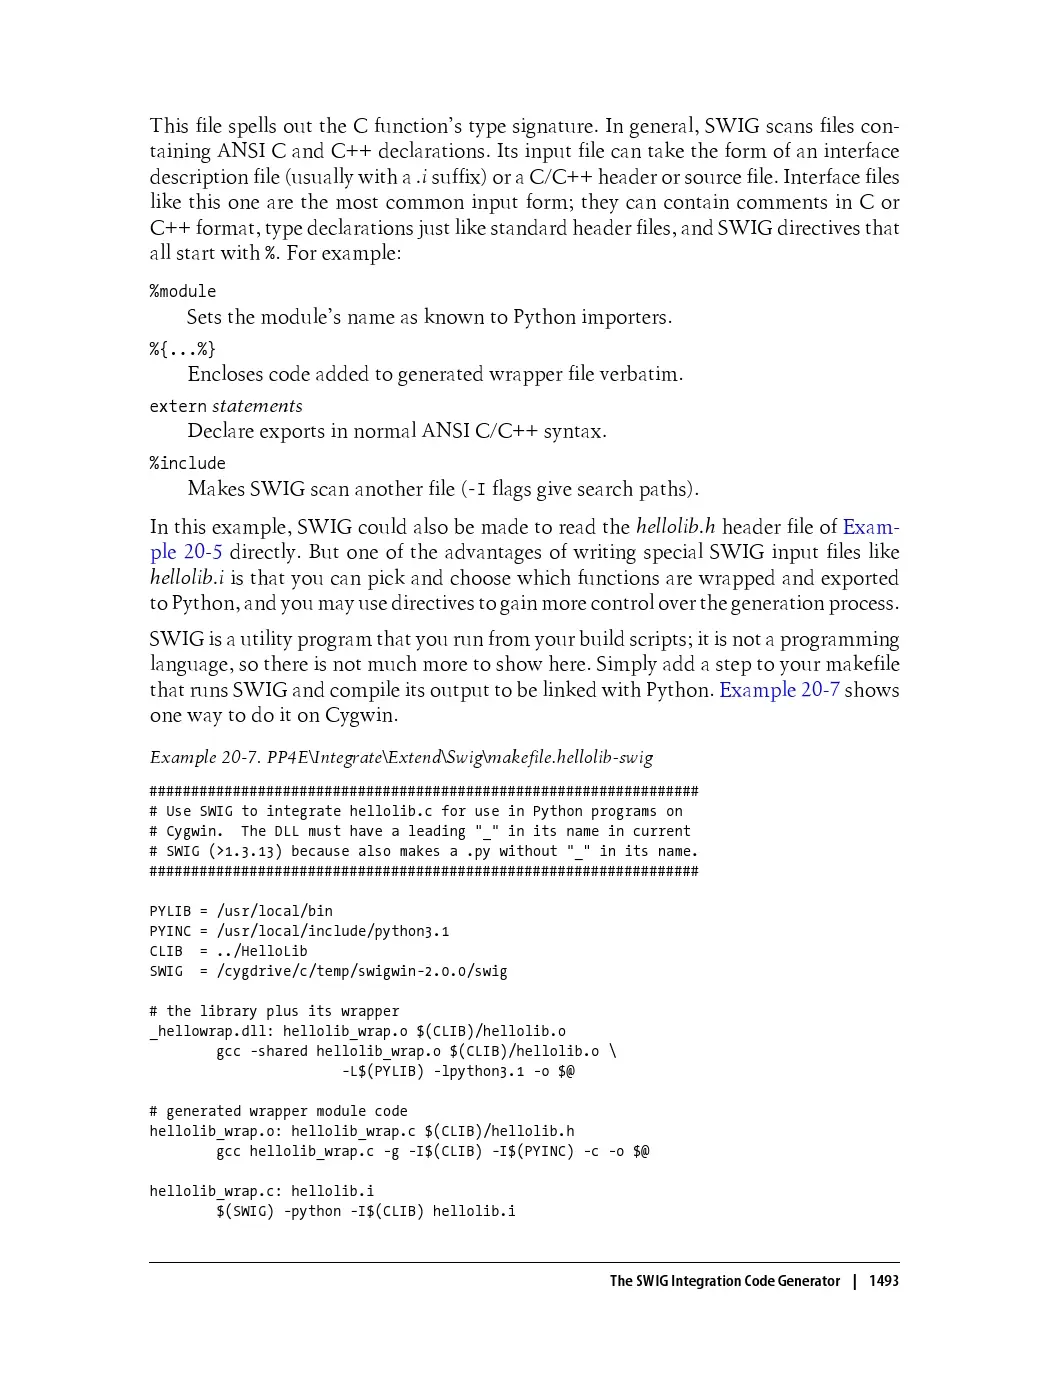 This file spells out the C function's type signature. In general, SWIG scans files con-
taining ANSI C and C++ declarations. Its input file can take the form of an interface
description file (usually with a .i suffix) or a C/C++ header or source file. Interface files
like this one are the most common input form; they can contain comments in C or
C++ format, type declarations just like standard header files, and SWIG directives that
all start with %. For example:
%module
Sets the module's name as known to Python importers.
%{...%}
Encloses code added to generated wrapper file verbatim.
extern statements
Declare exports in normal ANSI C/C++ syntax.
%include
Makes SWIG scan another file (-I flags give search paths).
In this example, SWIG could also be made to read the hellolib.h header file of Exam-
ple 20-5 directly. But one of the advantages of writing special SWIG input files like
hellolib.i is that you can pick and choose which functions are wrapped and exported
to Python, and you may use directives to gain more control over the generation process.
SWIG is a utility program that you run from your build scripts; it is not a programming
language, so there is not much more to show here. Simply add a step to your makefile
that runs SWIG and compile its output to be linked with Python. Example 20-7 shows
one way to do it on Cygwin.
Example 20-7. PP4E\Integrate\Extend\Swig\makefile.hellolib-swig
##################################################################
# Use SWIG to integrate hellolib.c for use in Python programs on
# Cygwin.  The DLL must have a leading "_" in its name in current
# SWIG (>1.3.13) because also makes a .py without "_" in its name.
##################################################################
PYLIB = /usr/local/bin
PYINC = /usr/local/include/python3.1
CLIB  = ../HelloLib
SWIG  = /cygdrive/c/temp/swigwin-2.0.0/swig
# the library plus its wrapper
_hellowrap.dll: hellolib_wrap.o $(CLIB)/hellolib.o
        gcc -shared hellolib_wrap.o $(CLIB)/hellolib.o \
                       -L$(PYLIB) -lpython3.1 -o $@
# generated wrapper module code
hellolib_wrap.o: hellolib_wrap.c $(CLIB)/hellolib.h
        gcc hellolib_wrap.c -g -I$(CLIB) -I$(PYINC) -c -o $@
hellolib_wrap.c: hellolib.i
        $(SWIG) -python -I$(CLIB) hellolib.i
The SWIG Integration Code Generator | 1493